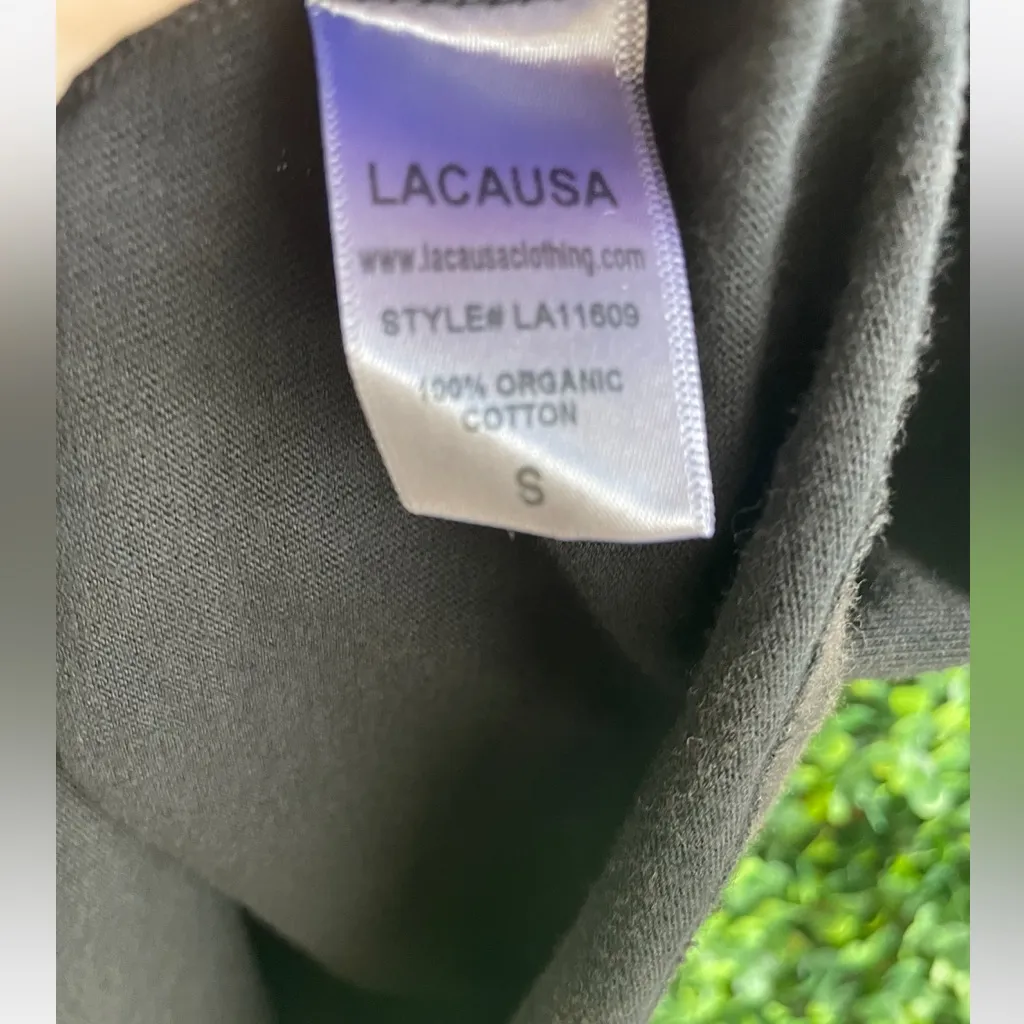 LACAUSA
www.lacausaclothing.com
STYLE# LA11609
100% ORGANIC
COTTON
S